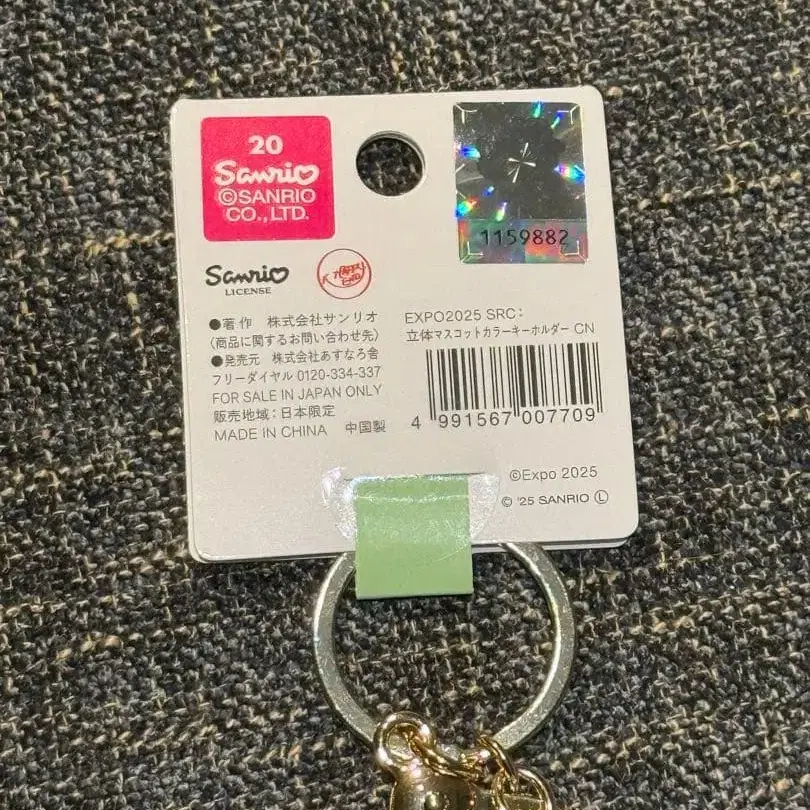 20
Sanrio
©SANRIO
CO.,LTD.
1159882
Sanrio
LICENSE
●著作 株式会社サンリオ
(商品に関するお問い合わせ先)
●発売元 株式会社あすなろ舎
フリーダイヤル 0120-334-337
FOR SALE IN JAPAN ONLY
販売地域:日本限定
MADE IN CHINA 中国製
EXPO2025 SRC:
立体マスコットカラーキーホルダー CN
4 991567 007709
©Expo 2025
© '25 SANRIO Ⓛ